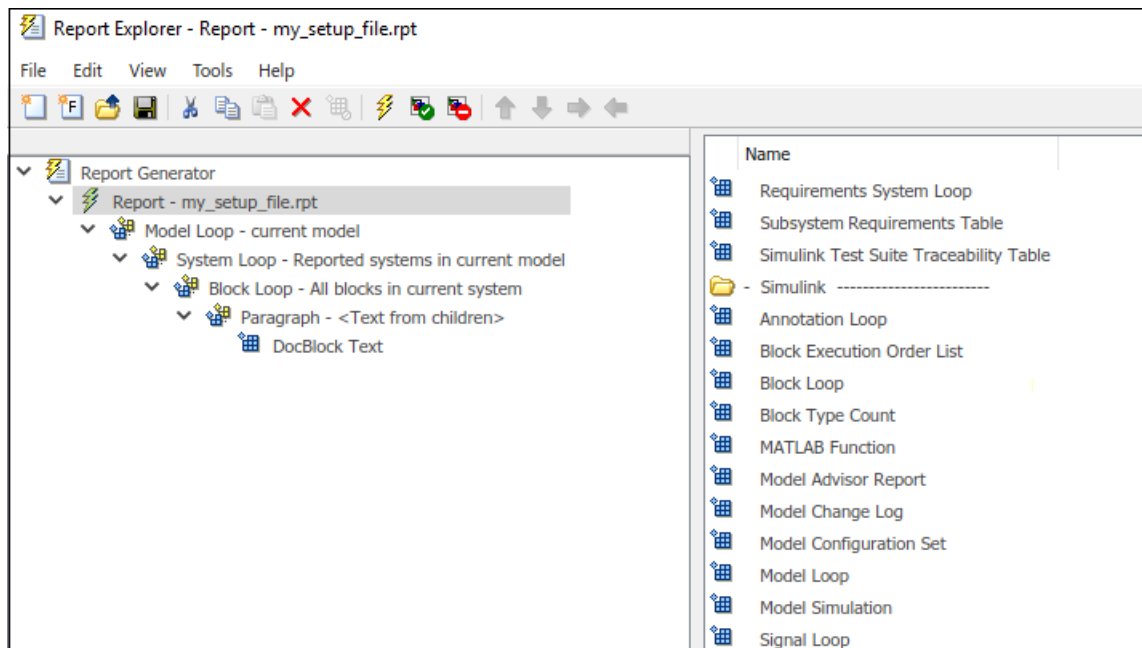 Report Explorer - Report - my_setup_file.rpt
File Edit View Tools Help
Report Generator
Report - my_setup_file.rpt
Model Loop - current model
System Loop - Reported systems in current model
Block Loop - All blocks in current system
Paragraph - <Text from children>
DocBlock Text
Name
Requirements System Loop
Subsystem Requirements Table
Simulink Test Suite Traceability Table
- Simulink ------------------------
Annotation Loop
Block Execution Order List
Block Loop
Block Type Count
MATLAB Function
Model Advisor Report
Model Change Log
Model Configuration Set
Model Loop
Model Simulation
Signal Loop